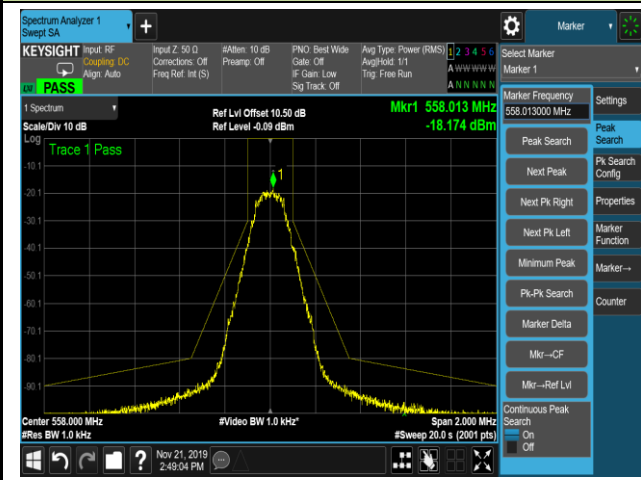 Spectrum Analyzer 1
Swept SA
+
Marker
KEYSIGHT
Input: RF
Coupling: DC
Align: Auto
Input Z: 50 Ω
Corrections: Off
Freq Ref: Int (S)
#Atten: 10 dB
Preamp: Off
PNO: Best Wide
Gate: Off
IF Gain: Low
Sig Track: Off
Avg Type: Power (RMS)
Avg|Hold: 1/1
Trig: Free Run
1 2 3 4 5 6
A W W W W W
A N N N N N
PASS
Select Marker
Marker 1
1 Spectrum
Scale/Div 10 dB
Ref Lvl Offset 10.50 dB
Ref Level -0.09 dBm
Mkr1 558.013 MHz
-18.174 dBm
Log
Trace 1 Pass
1
-10.1
-20.1
-30.1
-40.1
-50.1
-60.1
-70.1
-80.1
-90.1
Center 558.000 MHz
#Res BW 1.0 kHz
#Video BW 1.0 kHz*
Span 2.000 MHz
#Sweep 20.0 s (2001 pts)
Marker Frequency
558.013000 MHz
Peak Search
Next Peak
Next Pk Right
Next Pk Left
Minimum Peak
Pk-Pk Search
Marker Delta
Mkr→CF
Mkr→Ref Lvl
Continuous Peak
Search
On
Off
Settings
Peak
Search
Pk Search
Config
Properties
Marker
Function
Marker→
Counter
?
Nov 21, 2019
2:49:04 PM